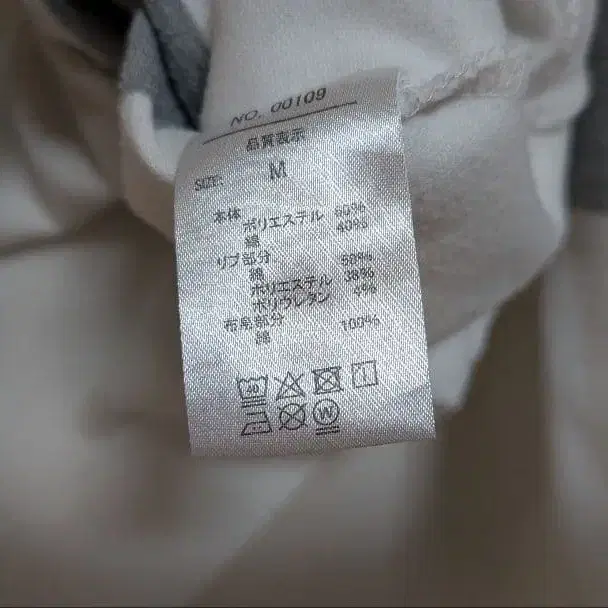 NO. 00109
品質表示
SIZE: M
本体
ポリエステル 60%
綿 40%
リブ部分
綿 58%
ポリエステル 38%
ポリウレタン 4%
布帛部分
綿 100%
40
W